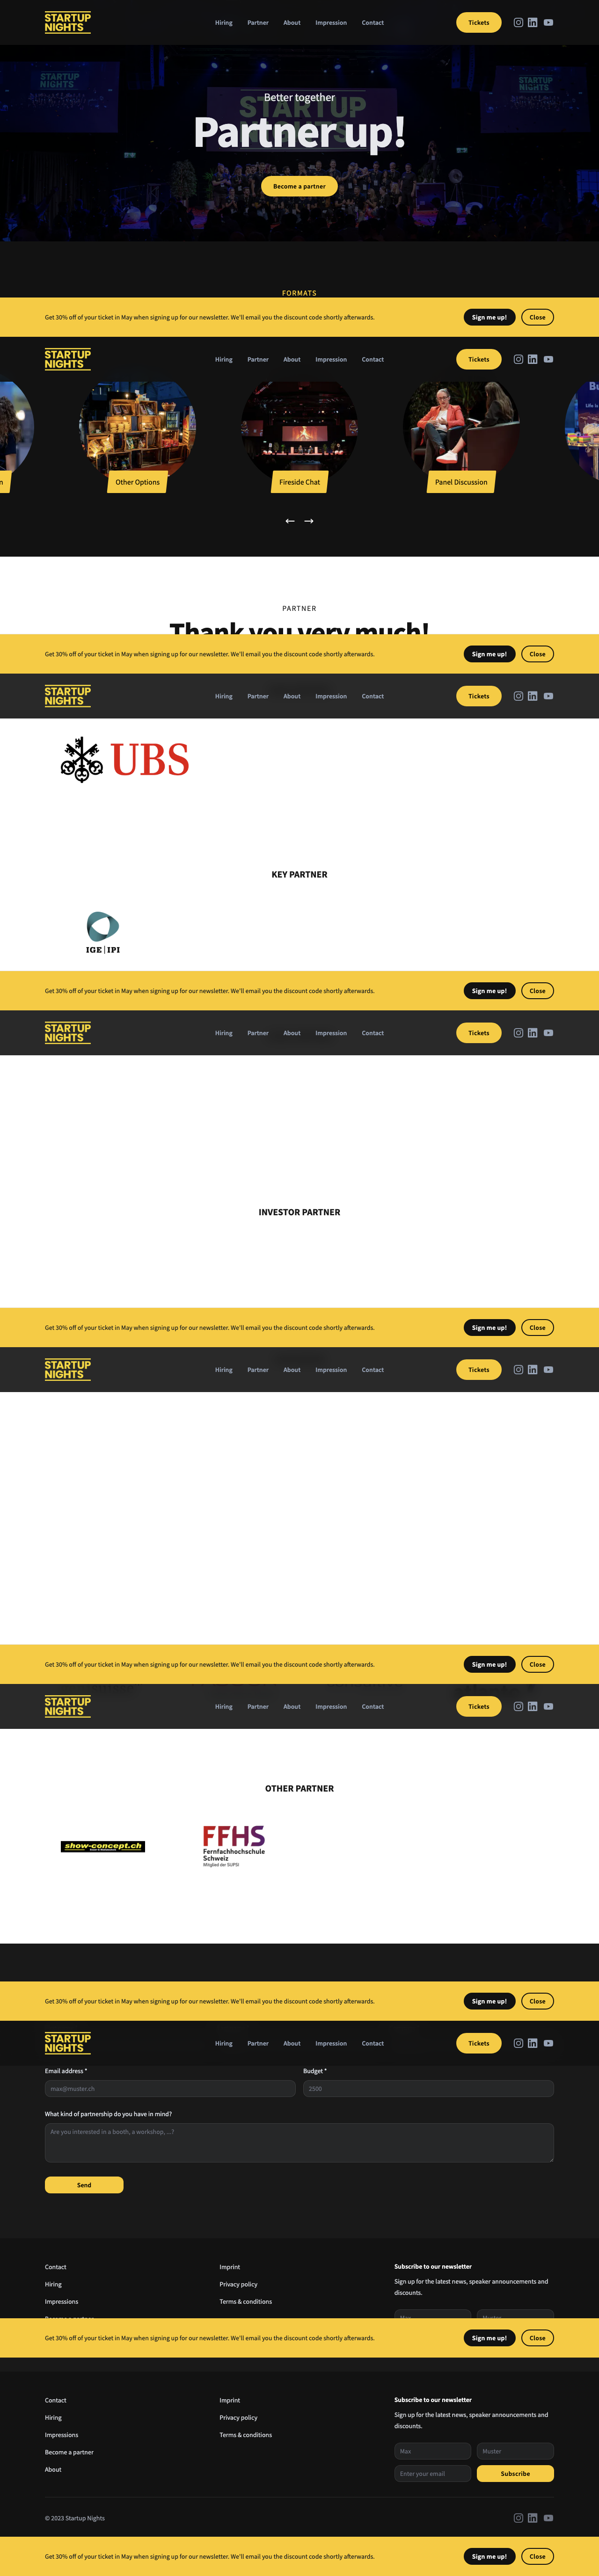 STARTUP
NIGHTS
Hiring
Partner
About
Impression
Contact
Tickets
STARTUP
NIGHTS
STARTUP
NIGHTS
STARTUP
NIGHTS
Better together
Partner up!
Become a partner
FORMATS
Get 30% off of your ticket in May when signing up for our newsletter. We'll email you the discount code shortly afterwards.
Sign me up!
Close
STARTUP
NIGHTS
Hiring
Partner
About
Impression
Contact
Tickets
Other Options
Fireside Chat
Panel Discussion
PARTNER
Thank you very much!
Get 30% off of your ticket in May when signing up for our newsletter. We'll email you the discount code shortly afterwards.
Sign me up!
Close
STARTUP
NIGHTS
Hiring
Partner
About
Impression
Contact
Tickets
UBS
KEY PARTNER
IGE|IPI
Get 30% off of your ticket in May when signing up for our newsletter. We'll email you the discount code shortly afterwards.
Sign me up!
Close
STARTUP
NIGHTS
Hiring
Partner
About
Impression
Contact
Tickets
INVESTOR PARTNER
Get 30% off of your ticket in May when signing up for our newsletter. We'll email you the discount code shortly afterwards.
Sign me up!
Close
STARTUP
NIGHTS
Hiring
Partner
About
Impression
Contact
Tickets
Get 30% off of your ticket in May when signing up for our newsletter. We'll email you the discount code shortly afterwards.
Sign me up!
Close
STARTUP
NIGHTS
Hiring
Partner
About
Impression
Contact
Tickets
OTHER PARTNER
show-concept.ch
FFHS
Fernfachhochschule
Schweiz
Mitglied der SUPSI
Get 30% off of your ticket in May when signing up for our newsletter. We'll email you the discount code shortly afterwards.
Sign me up!
Close
STARTUP
NIGHTS
Hiring
Partner
About
Impression
Contact
Tickets
Email address *
Budget *
max@muster.ch
2500
What kind of partnership do you have in mind?
Are you interested in a booth, a workshop, ...?
Send
Contact
Hiring
Impressions
Imprint
Privacy policy
Terms & conditions
Subscribe to our newsletter
Sign up for the latest news, speaker announcements and
discounts.
Get 30% off of your ticket in May when signing up for our newsletter. We'll email you the discount code shortly afterwards.
Sign me up!
Close
Contact
Hiring
Impressions
Become a partner
About
Imprint
Privacy policy
Terms & conditions
Subscribe to our newsletter
Sign up for the latest news, speaker announcements and
discounts.
Max
Muster
Enter your email
Subscribe
© 2023 Startup Nights
Get 30% off of your ticket in May when signing up for our newsletter. We'll email you the discount code shortly afterwards.
Sign me up!
Close